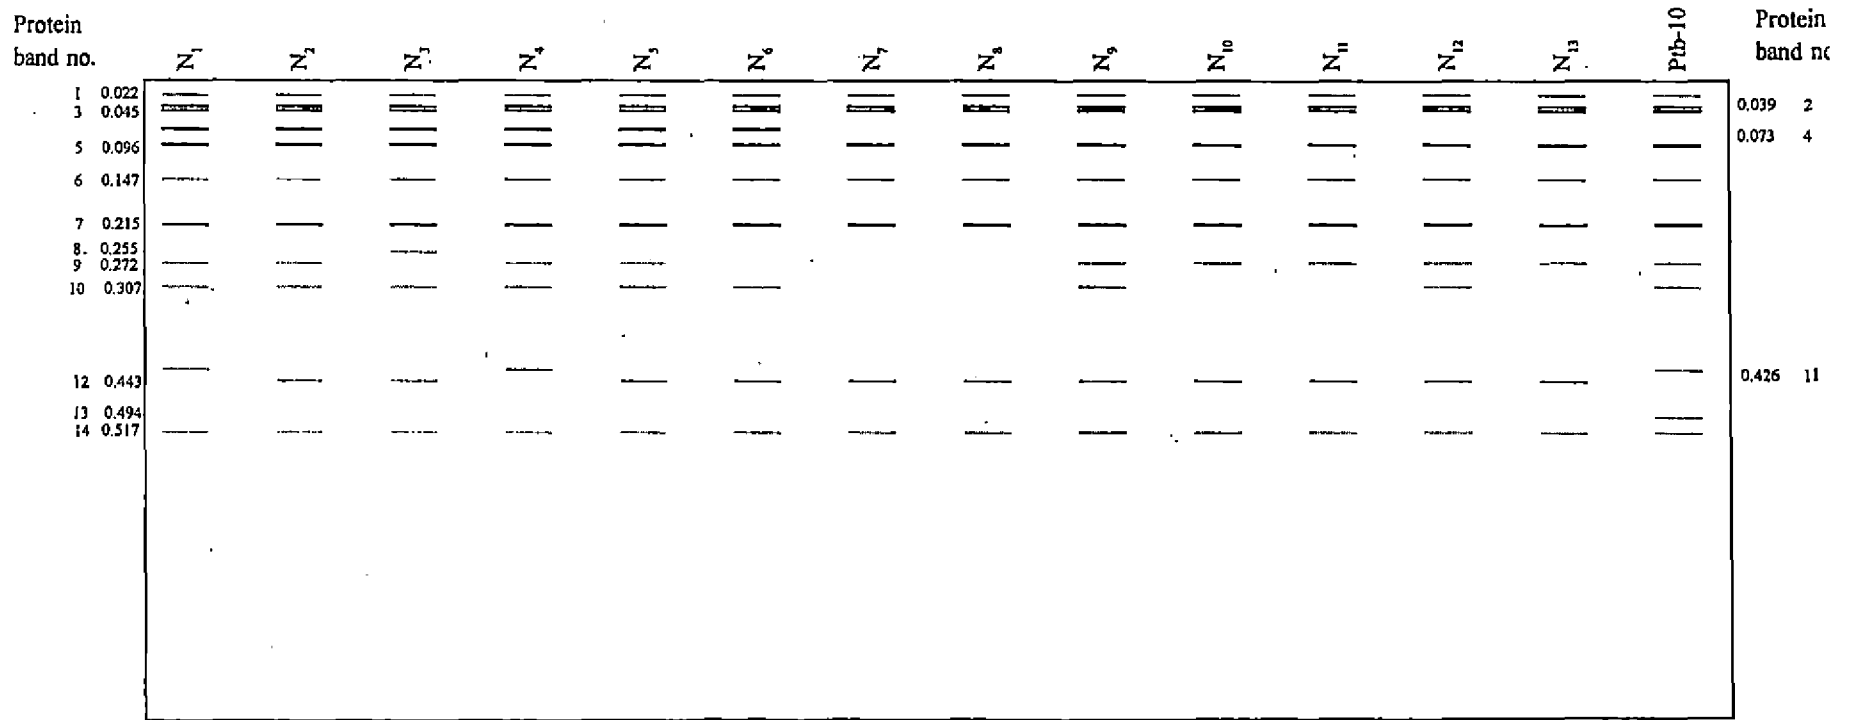 Protein
band no.
N1 N2 N3 N4 N5 N6 N7 N8 N9 N10 N11 N12 N13 Ptb-10
Protein
band nc
1 0.022
3 0.045
5 0.096
6 0.147
7 0.215
8. 0.255
9 0.272
10 0.307
12 0.443
13 0.494
14 0.517
0.039 2
0.073 4
0.426 11